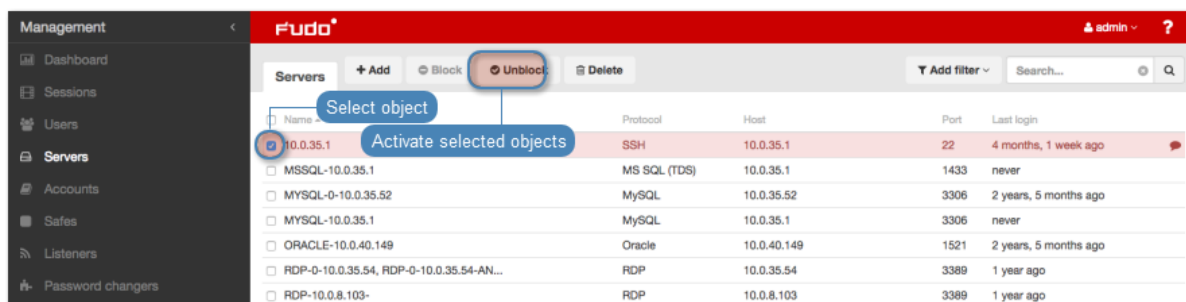 Management
Fudo
admin
?
Dashboard
Sessions
Users
Servers
Accounts
Safes
Listeners
Password changers
Servers
+ Add
Block
Unblock
Delete
Add filter
Search...
Select object
Activate selected objects
Name Protocol Host Port Last login
10.0.35.1 SSH 10.0.35.1 22 4 months, 1 week ago
MSSQL-10.0.35.1 MS SQL (TDS) 10.0.35.1 1433 never
MYSQL-0-10.0.35.52 MySQL 10.0.35.52 3306 2 years, 5 months ago
MYSQL-10.0.35.1 MySQL 10.0.35.1 3306 never
ORACLE-10.0.40.149 Oracle 10.0.40.149 1521 2 years, 5 months ago
RDP-0-10.0.35.54, RDP-0-10.0.35.54-AN... RDP 10.0.35.54 3389 1 year ago
RDP-10.0.8.103- RDP 10.0.8.103 3389 1 year ago